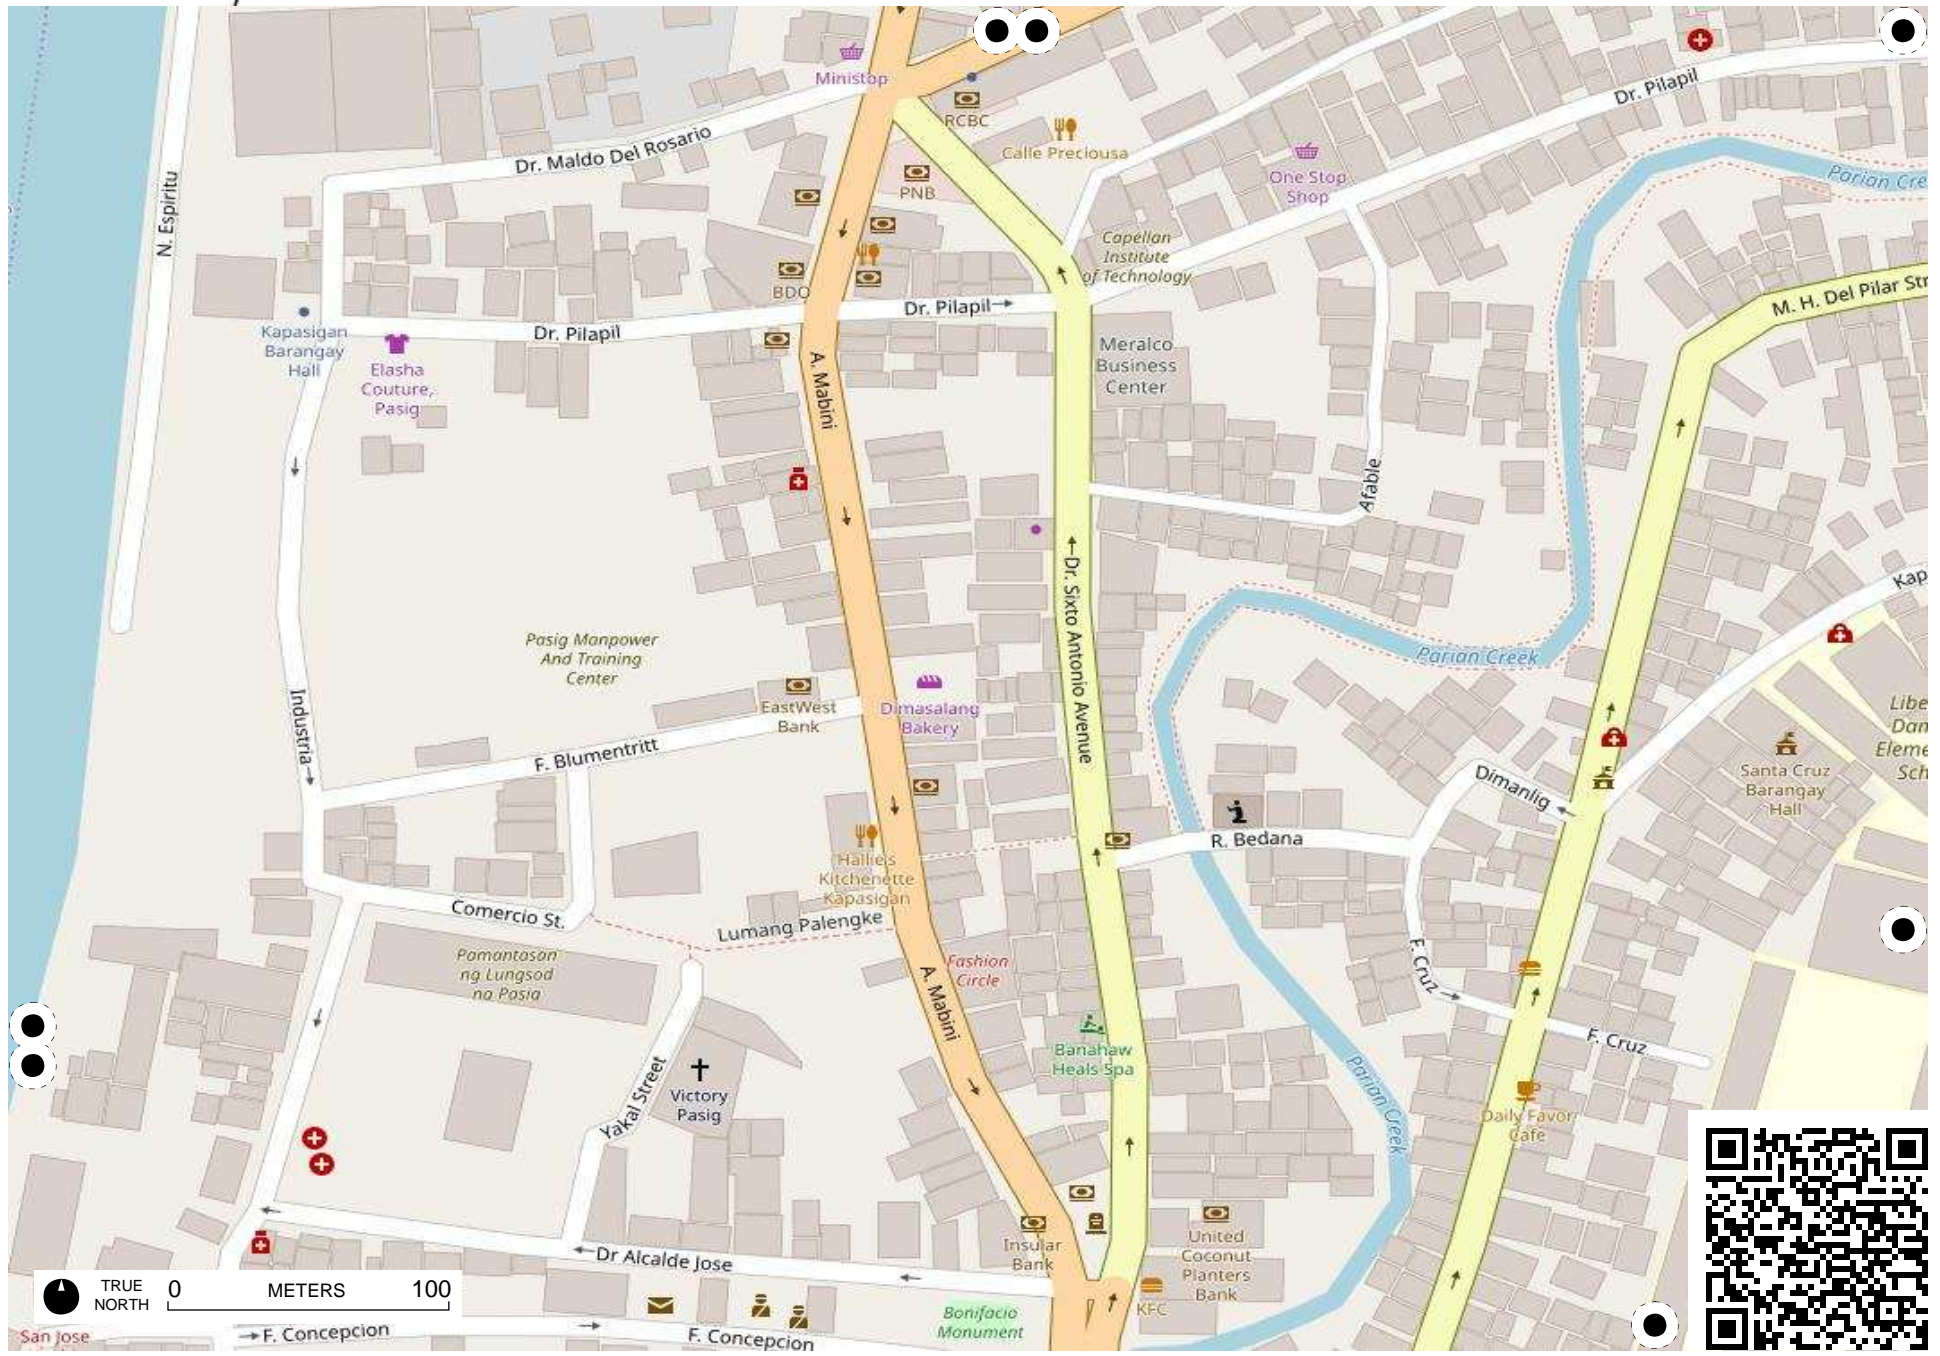 Ministop
RCBC
Calle Preciousa
Dr. Pilapil
Dr. Maldo Del Rosario
One Stop
Shop
Parian Cre
PNB
N. Espiritu
Capellan
Institute
of Technology
BDO
Dr. Pilapil
M. H. Del Pilar Str
Kapasigan
Barangay
Hall
Dr. Pilapil
Elasha
Couture,
Pasig
A. Mabini
Meralco
Business
Center
Afable
Dr. Sixto Antonio Avenue
Kap
Pasig Manpower
And Training
Center
Parian Creek
Industria
EastWest
Bank
Dimasalang
Bakery
Libe
Dan
Eleme
Sch
F. Blumentritt
Dimanlig
Santa Cruz
Barangay
Hall
R. Bedana
Hallie's
Kitchenette
Kapasigan
Comercio St.
Lumang Palengke
Pamantasan
ng Lungsod
na Pasig
Fashion
Circle
F. Cruz
A. Mabini
F. Cruz
Banahaw
Heals Spa
Yakal Street
Victory
Pasig
Parian Creek
Daily Favor
Cafe
Insular
Bank
United
Coconut
Planters
Bank
Dr Alcalde Jose
TRUE
NORTH
0 METERS 100
KFC
Bonifacio
Monument
San Jose
F. Concepcion
F. Concepcion